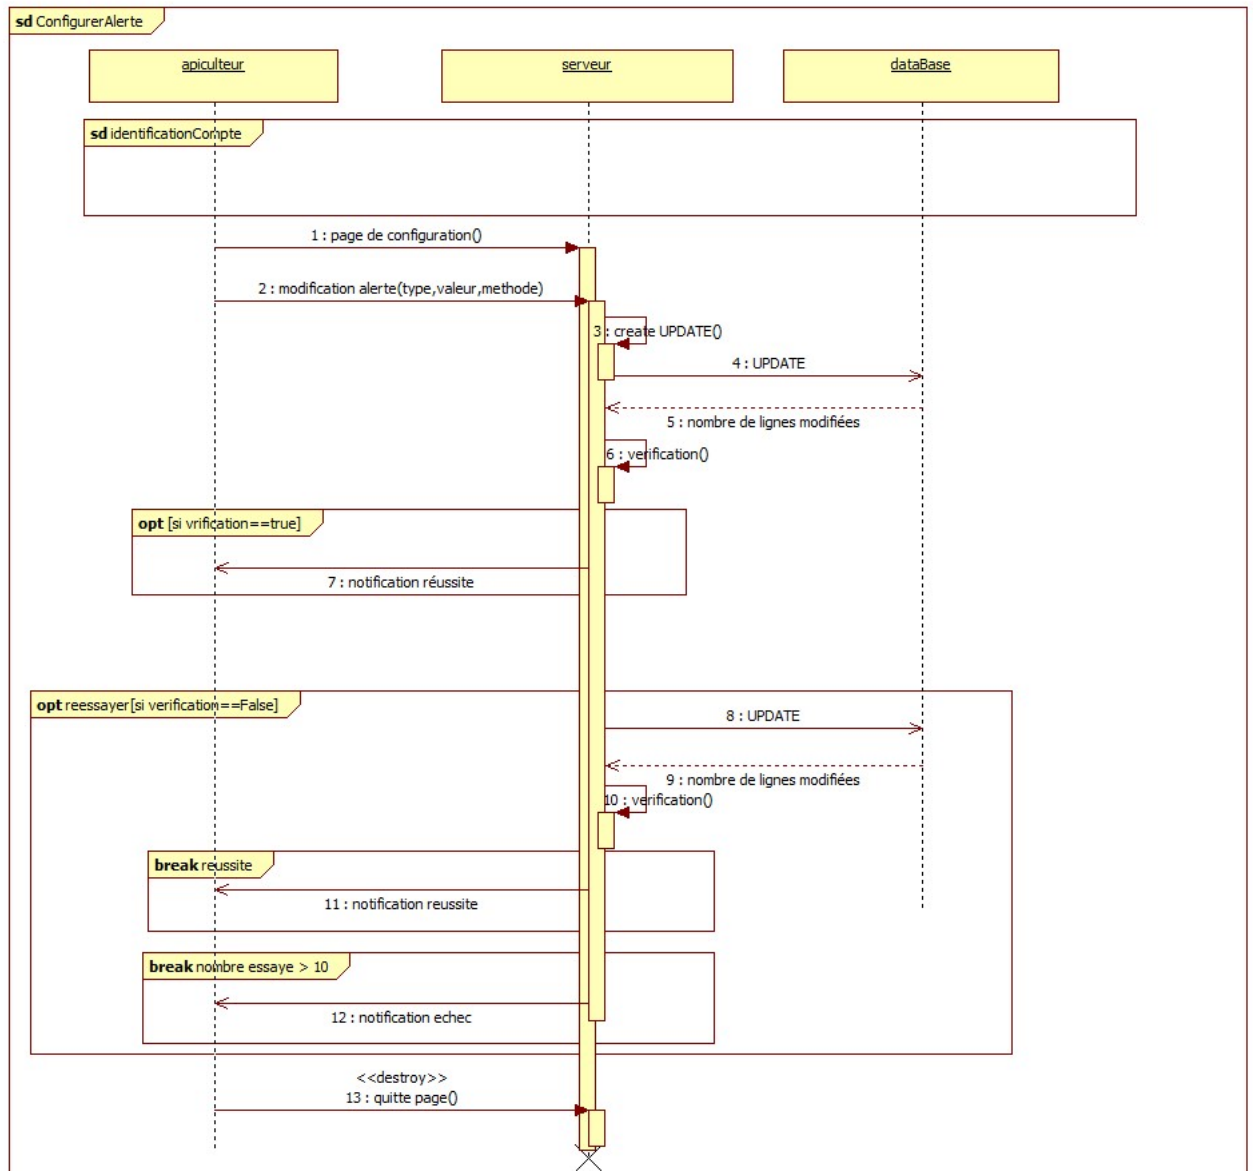 sd ConfigurerAlerte
apiculteur
serveur
dataBase
sd identificationCompte
1 : page de configuration()
2 : modification alerte(type,valeur,methode)
3 : create UPDATE()
4 : UPDATE
5 : nombre de lignes modifiées
6 : verification()
opt [si vrification==true]
7 : notification réussite
opt reessayer[si verification==False]
8 : UPDATE
9 : nombre de lignes modifiées
10 : verification()
break reussite
11 : notification reussite
break nombre essaye > 10
12 : notification echec
<<destroy>>
13 : quitte page()